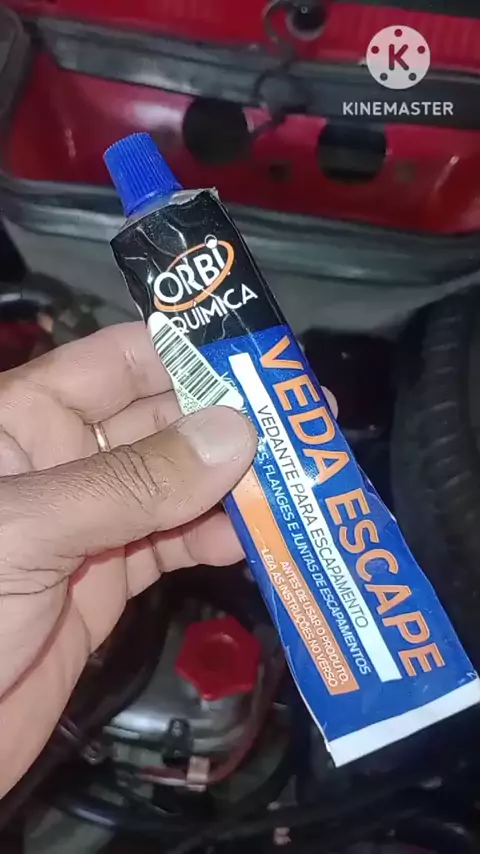 K
KINEMASTER
ORBI
QUÍMICA
VEDA ESCAPE
VEDANTE PARA ESCAPAMENTO
FLANGES E JUNTAS DE ESCAPAMENTOS
ANTES DE USAR O PRODUTO,
LEIA AS INSTRUÇÕES NO VERSO